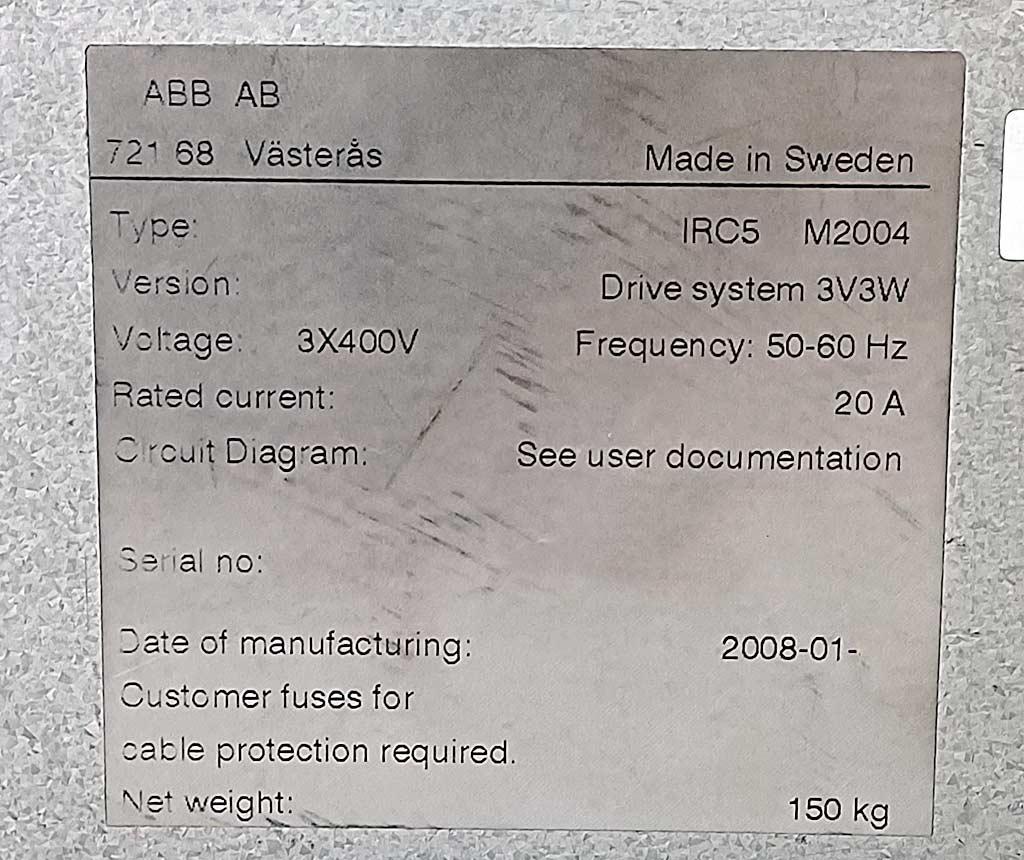 ABB AB
721 68 Västerås Made in Sweden
Type: IRC5 M2004
Version: Drive system 3V3W
Voltage: 3X400V Frequency: 50-60 Hz
Rated current: 20 A
Circuit Diagram: See user documentation
Serial no:
Date of manufacturing: 2008-01-
Customer fuses for
cable protection required.
Net weight: 150 kg